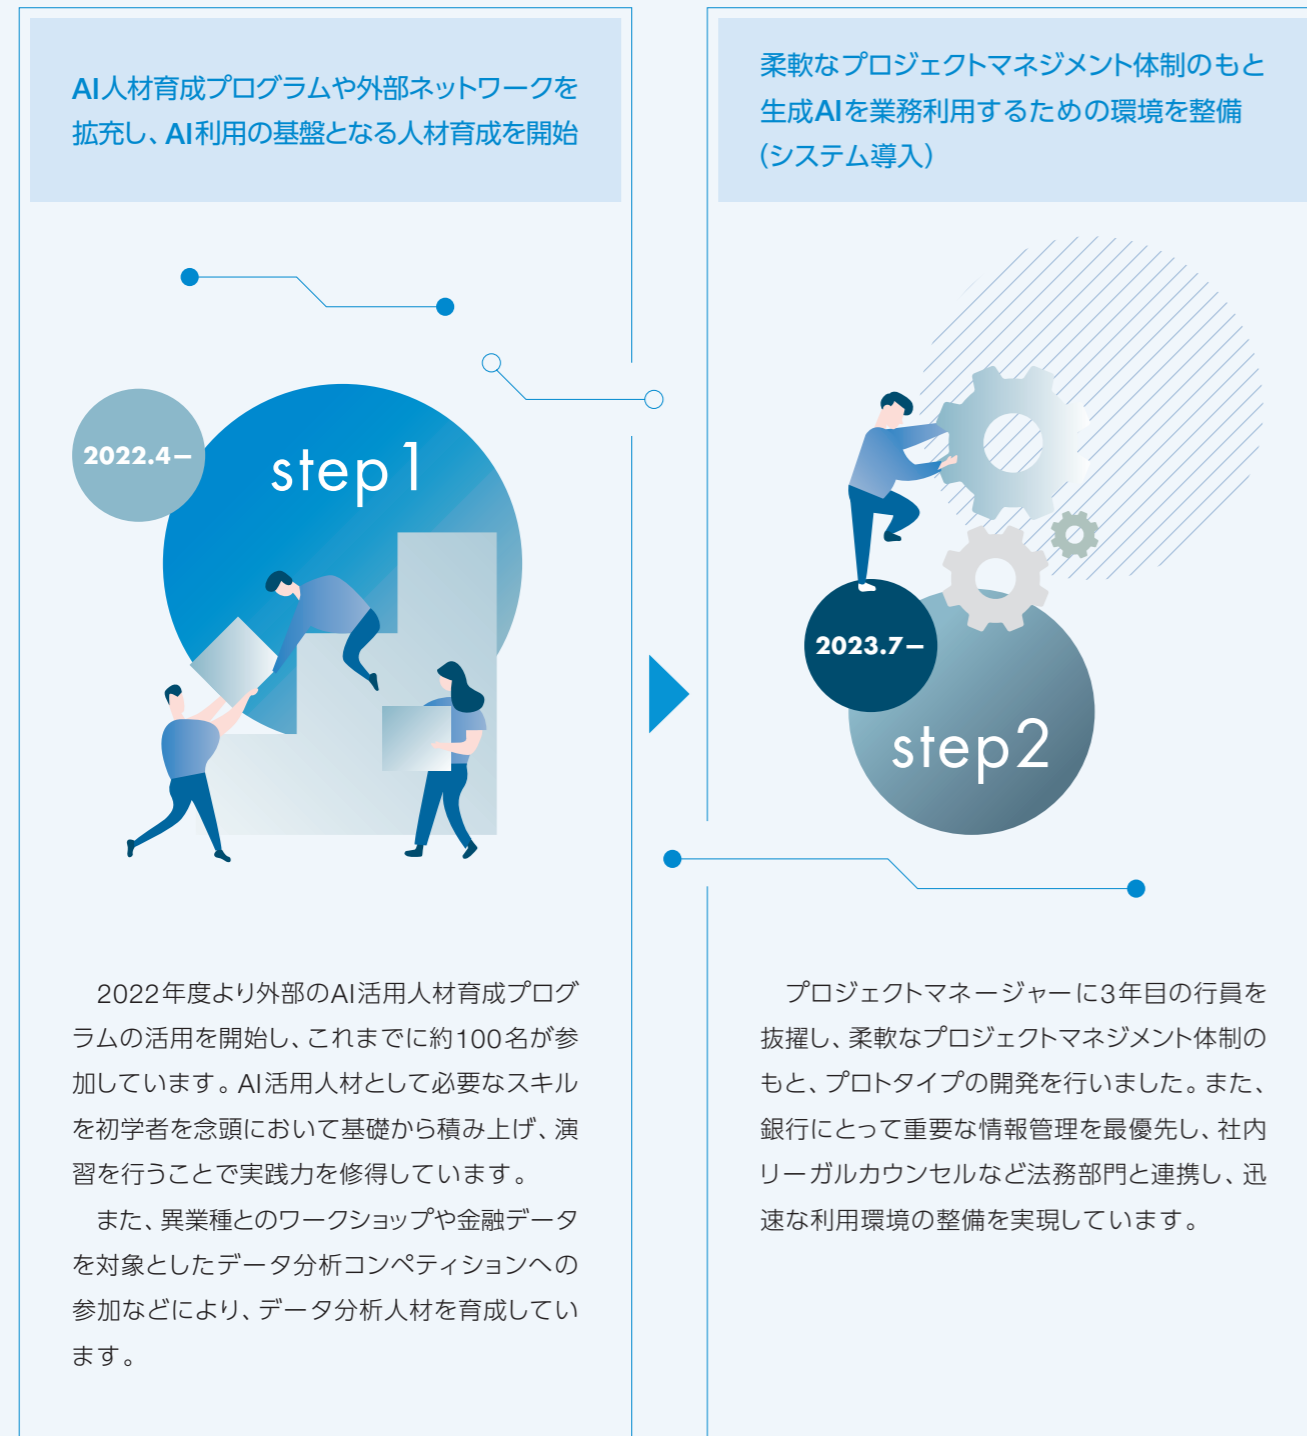 AI人材育成プログラムや外部ネットワークを
拡充し、AI利用の基盤となる人材育成を開始
2022.4－
step1
2022年度より外部のAI活用人材育成プログ
ラムの活用を開始し、これまでに約100名が参
加しています。AI活用人材として必要なスキル
を初学者を念頭において基礎から積み上げ、演
習を行うことで実践力を修得しています。
また、異業種とのワークショップや金融データ
を対象としたデータ分析コンペティションへの
参加などにより、データ分析人材を育成してい
ます。
柔軟なプロジェクトマネジメント体制のもと
生成AIを業務利用するための環境を整備
（システム導入）
2023.7－
step2
プロジェクトマネージャーに3年目の行員を
抜擢し、柔軟なプロジェクトマネジメント体制の
もと、プロトタイプの開発を行いました。また、
銀行にとって重要な情報管理を最優先し、社内
リーガルカウンセルなど法務部門と連携し、迅
速な利用環境の整備を実現しています。